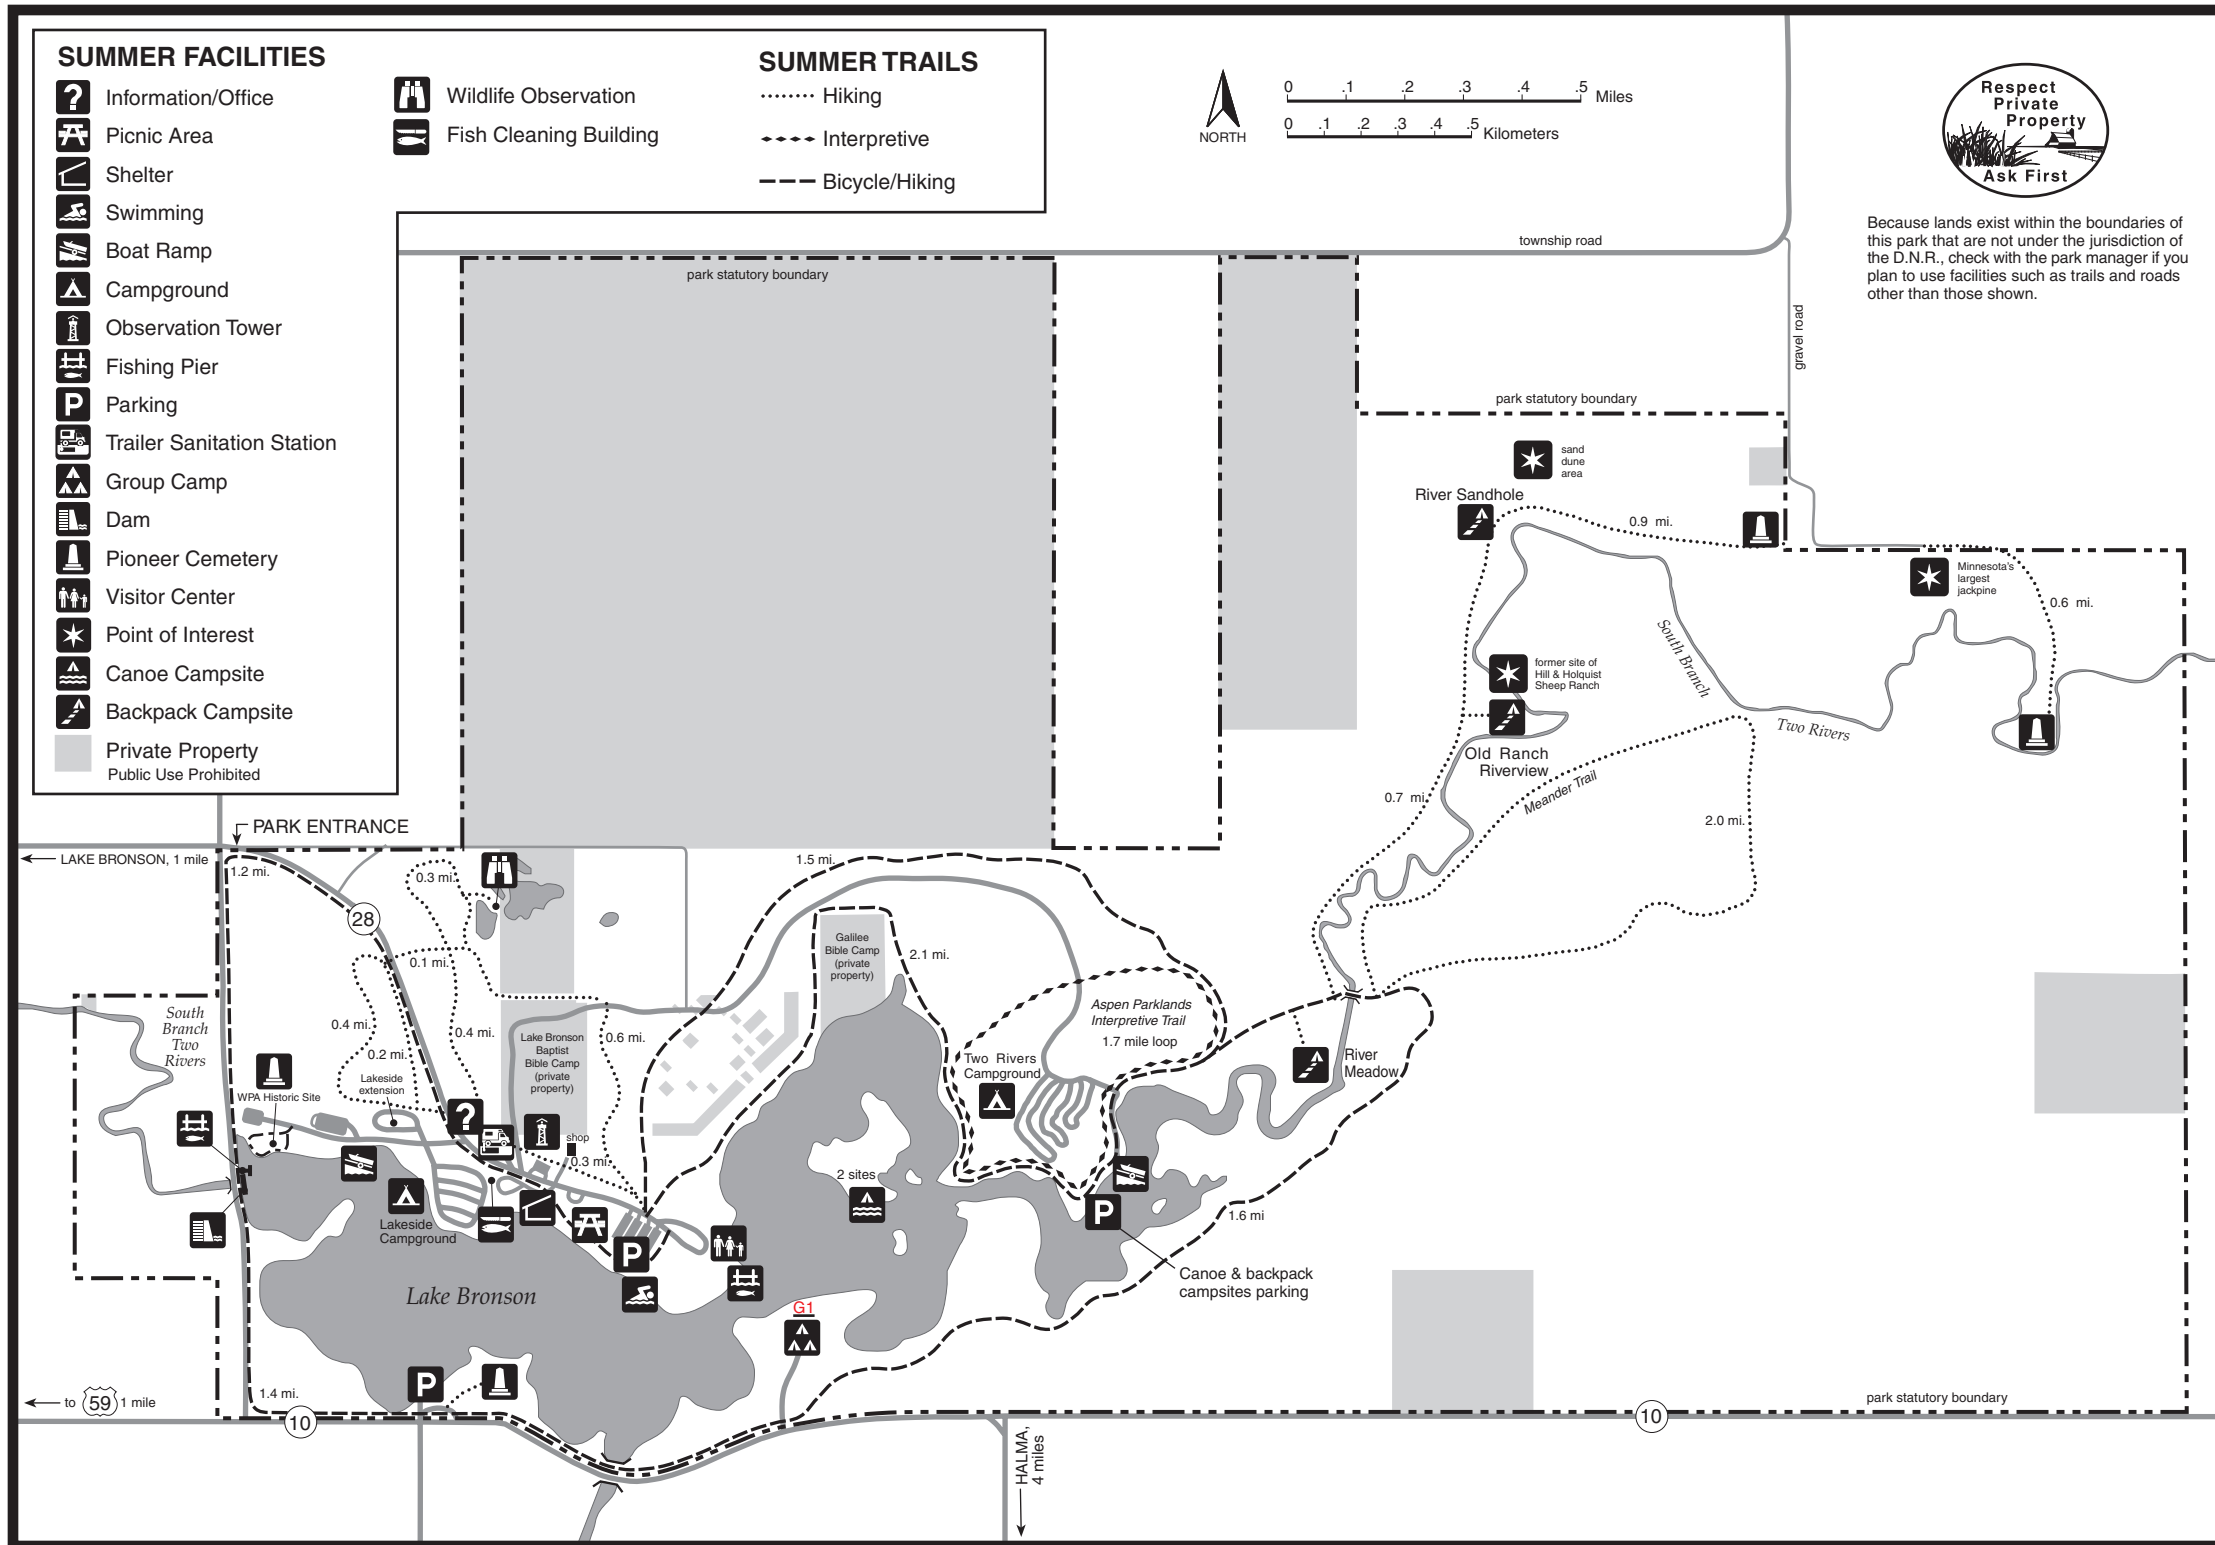 SUMMER FACILITIES
?
Information/Office
Picnic Area
Shelter
Swimming
Boat Ramp
Campground
Observation Tower
Fishing Pier
P
Parking
Trailer Sanitation Station
Group Camp
Dam
Pioneer Cemetery
Visitor Center
Point of Interest
Canoe Campsite
Backpack Campsite
Private Property
Public Use Prohibited
Wildlife Observation
Fish Cleaning Building
SUMMER TRAILS
Hiking
Interpretive
Bicycle/Hiking
NORTH
0 .1 .2 .3 .4 .5 Miles
0 .1 .2 .3 .4 .5 Kilometers
Respect
Private
Property
Ask First
Because lands exist within the boundaries of
this park that are not under the jurisdiction of
the D.N.R., check with the park manager if you
plan to use facilities such as trails and roads
other than those shown.
township road
park statutory boundary
gravel road
park statutory boundary
sand
dune
area
River Sandhole
0.9 mi.
Minnesota's
largest
jackpine
0.6 mi.
South Branch
Two Rivers
former site of
Hill & Holquist
Sheep Ranch
Old Ranch
Riverview
Meander Trail
0.7 mi.
2.0 mi.
PARK ENTRANCE
LAKE BRONSON, 1 mile
1.2 mi.
28
0.3 mi.
0.1 mi.
0.4 mi.
0.2 mi.
0.4 mi.
0.6 mi.
1.5 mi.
Galilee
Bible Camp
(private
property)
2.1 mi.
Aspen Parklands
Interpretive Trail
1.7 mile loop
Two Rivers
Campground
River
Meadow
South
Branch
Two
Rivers
Lake Bronson
Baptist
Bible Camp
(private
property)
Lakeside
extension
WPA Historic Site
?
shop
0.3 mi.
2 sites
Lakeside
Campground
P
P
1.6 mi
Canoe & backpack
campsites parking
Lake Bronson
G1
P
1.4 mi.
to 59 1 mile
10
10
park statutory boundary
HALMA,
4 miles